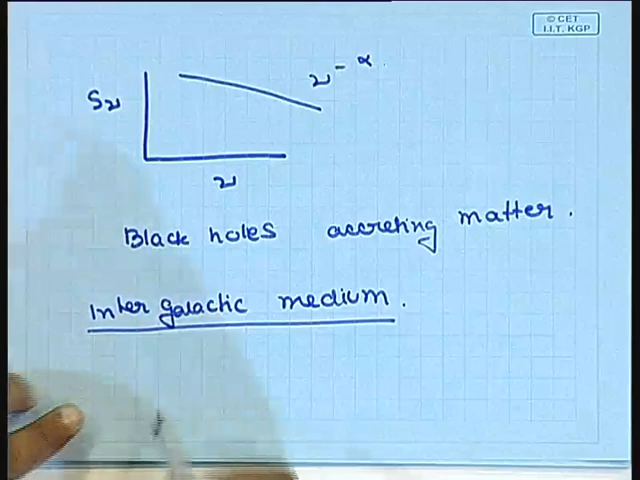 © CET
I.I.T. KGP
ν^-α
Sν
ν
Black holes accreting matter.
Inter galactic medium.